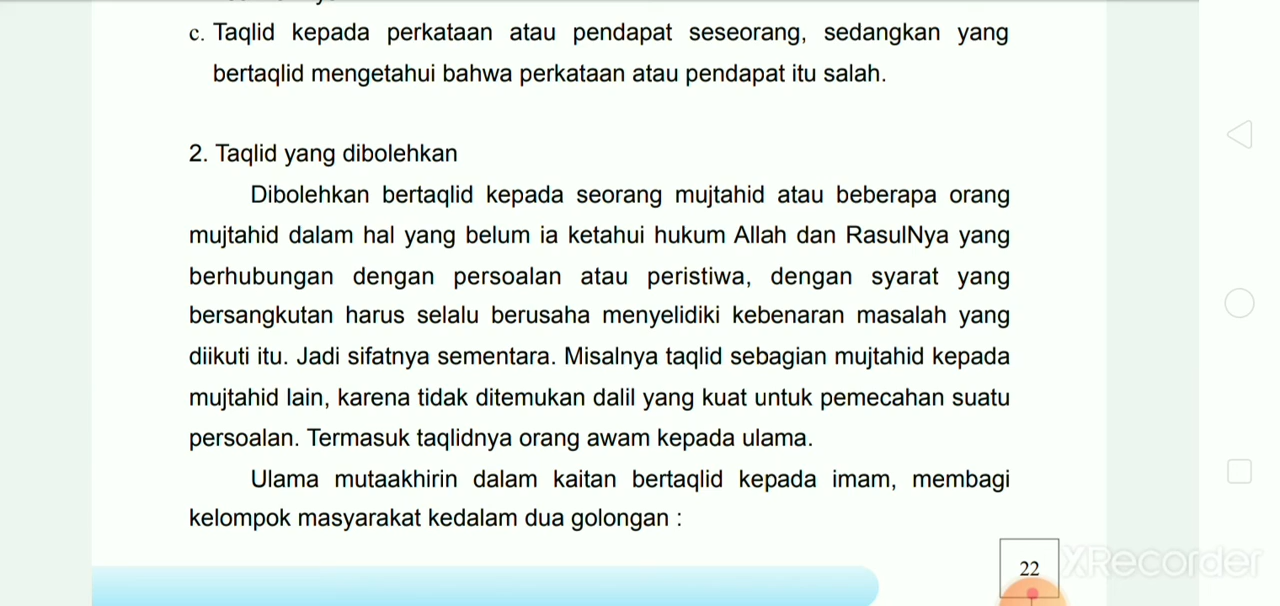 c. Taqlid kepada perkataan atau pendapat seseorang, sedangkan yang
bertaqlid mengetahui bahwa perkataan atau pendapat itu salah.
2. Taqlid yang dibolehkan
Dibolehkan bertaqlid kepada seorang mujtahid atau beberapa orang
mujtahid dalam hal yang belum ia ketahui hukum Allah dan RasulNya yang
berhubungan dengan persoalan atau peristiwa, dengan syarat yang
bersangkutan harus selalu berusaha menyelidiki kebenaran masalah yang
diikuti itu. Jadi sifatnya sementara. Misalnya taqlid sebagian mujtahid kepada
mujtahid lain, karena tidak ditemukan dalil yang kuat untuk pemecahan suatu
persoalan. Termasuk taqlidnya orang awam kepada ulama.
Ulama mutaakhirin dalam kaitan bertaqlid kepada imam, membagi
kelompok masyarakat kedalam dua golongan :
22
XRecorder